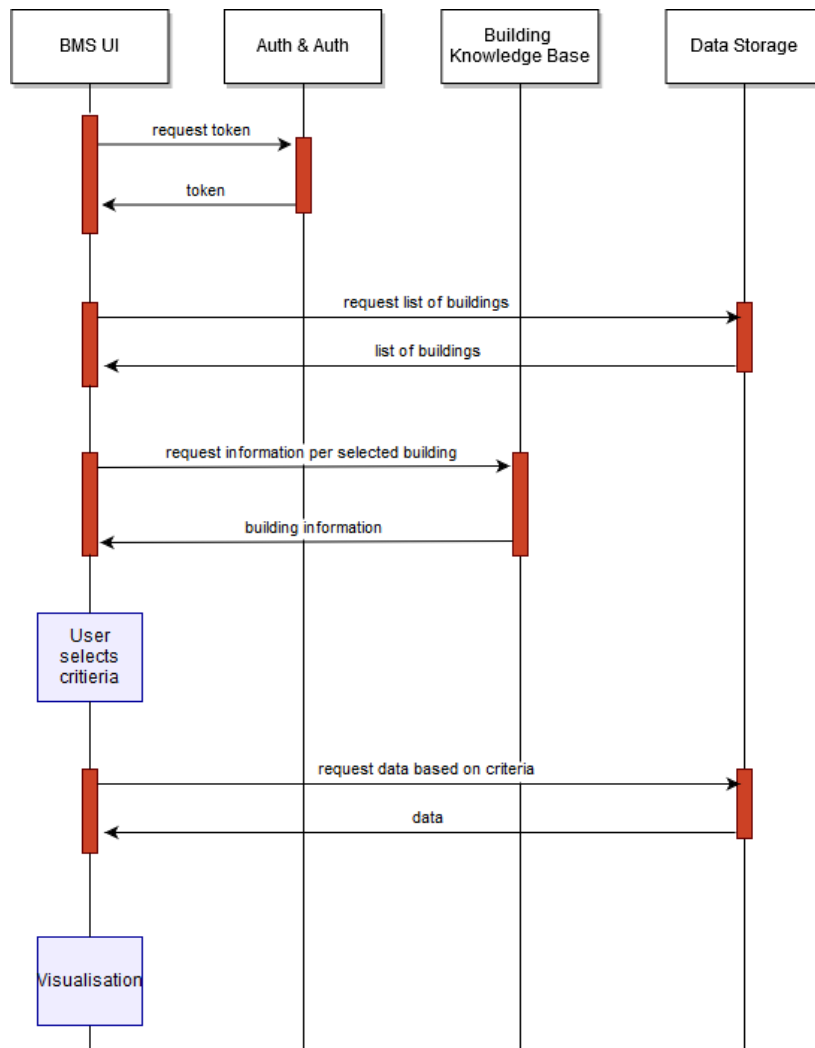 BMS UI
Auth & Auth
Building
Knowledge Base
Data Storage
request token
token
request list of buildings
list of buildings
request information per selected building
building information
User
selects
critieria
request data based on criteria
data
Visualisation